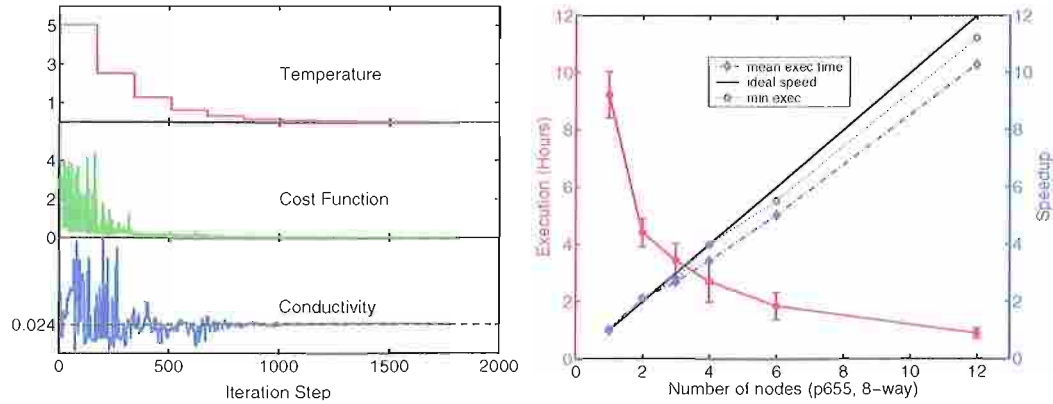 5
3
1
Temperature
4
2
0
Cost Function
Conductivity
0.024
0 500 1000 1500 2000
Iteration Step
12
10
8
6
4
2
0
Execution (Hours)
mean exec time
ideal speed
min exec
12
10
8
6
4
2
0
Speedup
0 2 4 6 8 10 12
Number of nodes (p655, 8-way)